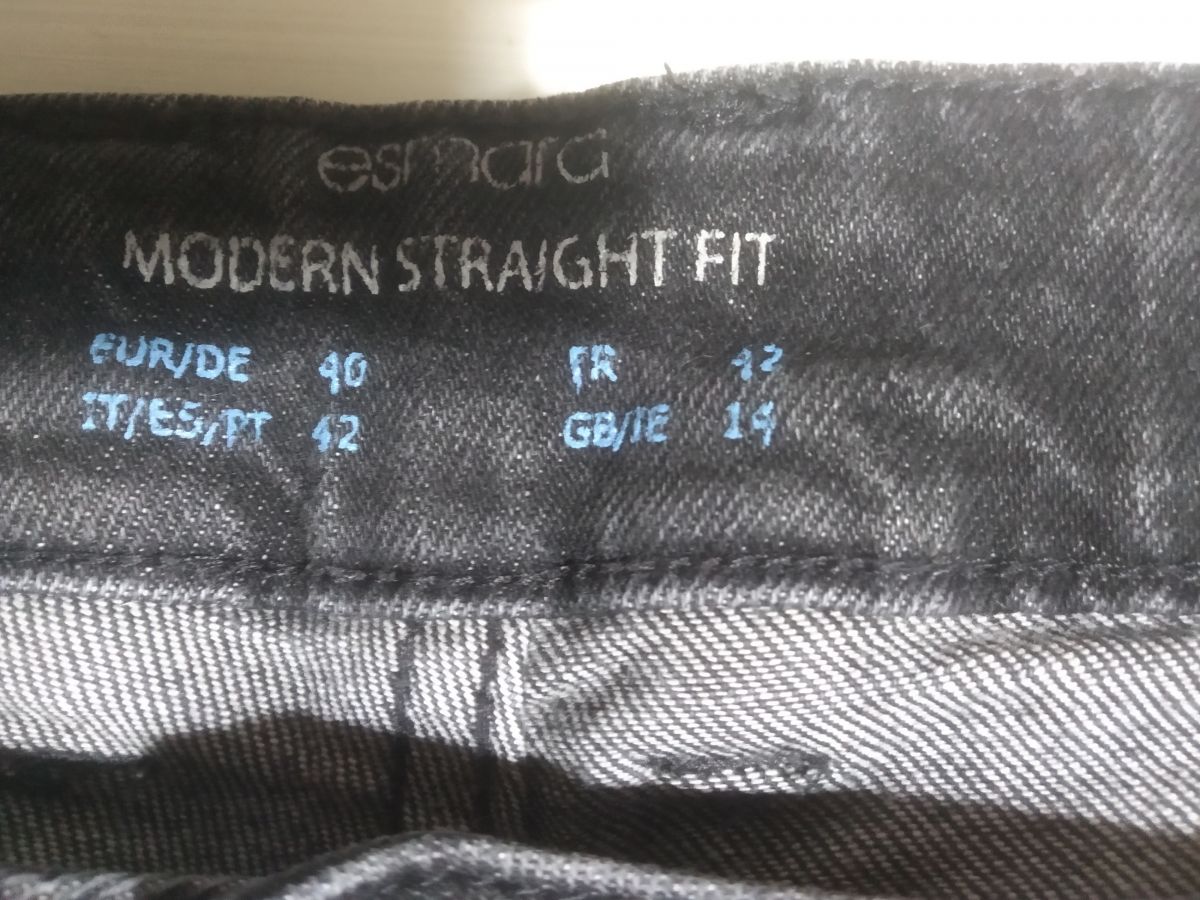 esmara
MODERN STRAIGHT FIT
EUR/DE 40 FR 42
IT/ES/PT 42 GB/IE 14